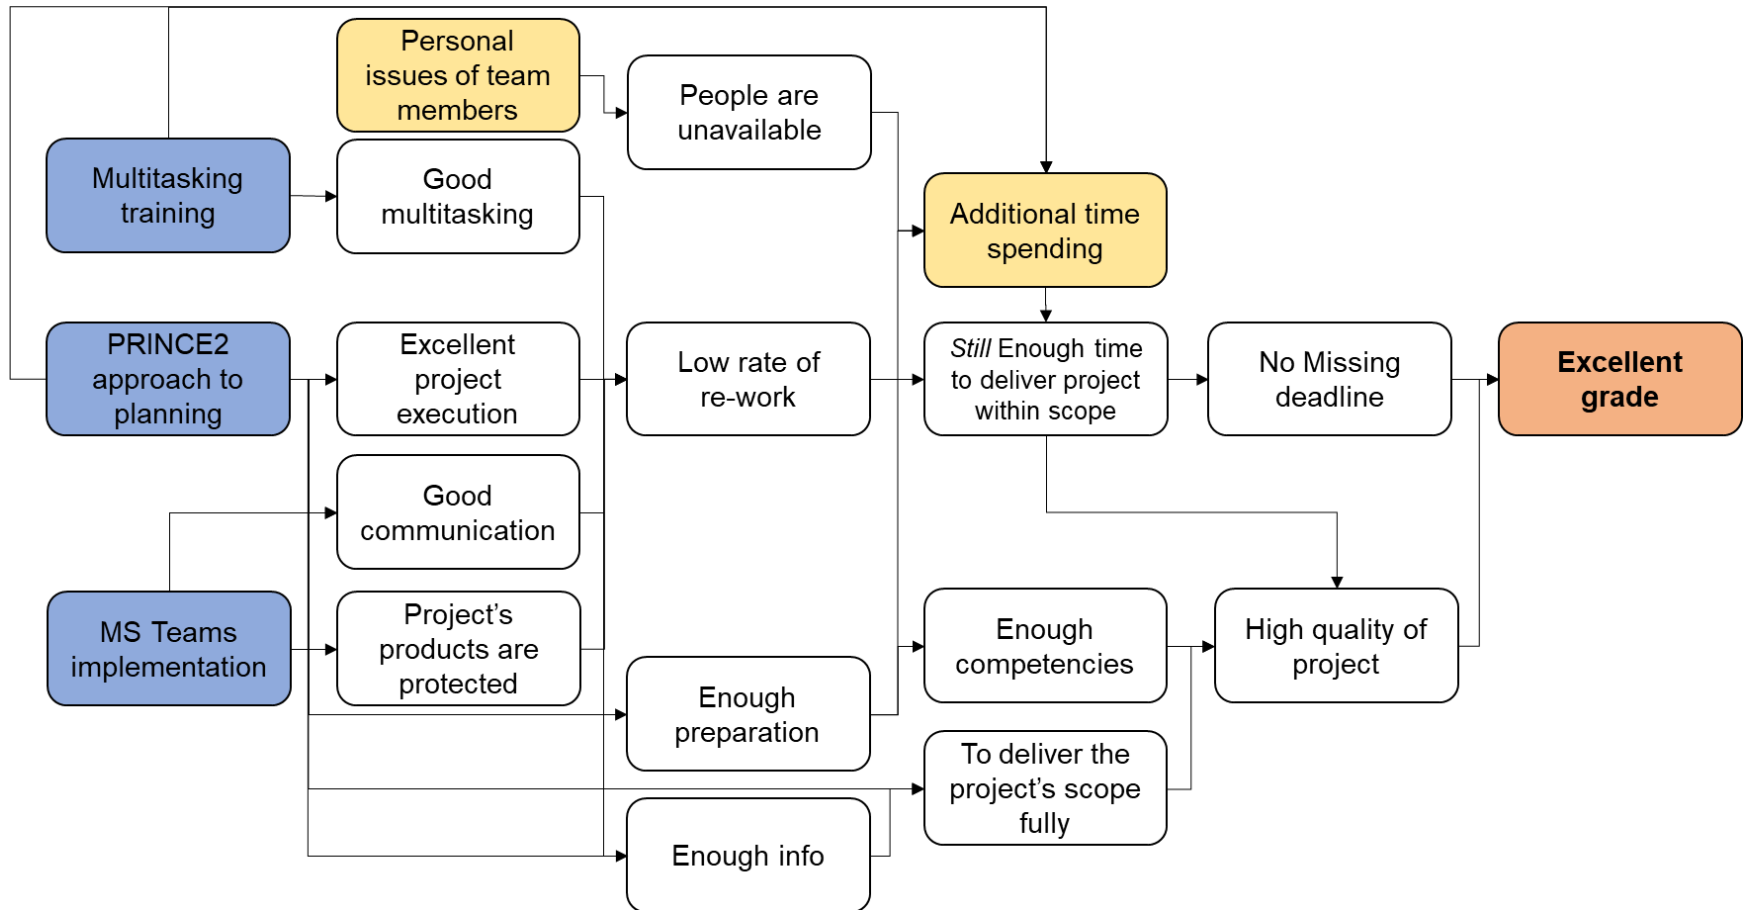 Personal
issues of team
members
People are
unavailable
Multitasking
training
Good
multitasking
Additional time
spending
PRINCE2
approach to
planning
Excellent
project
execution
Low rate of
re-work
Still Enough time
to deliver project
within scope
No Missing
deadline
Excellent
grade
Good
communication
MS Teams
implementation
Project’s
products are
protected
Enough
competencies
High quality of
project
Enough
preparation
To deliver the
project’s scope
fully
Enough info